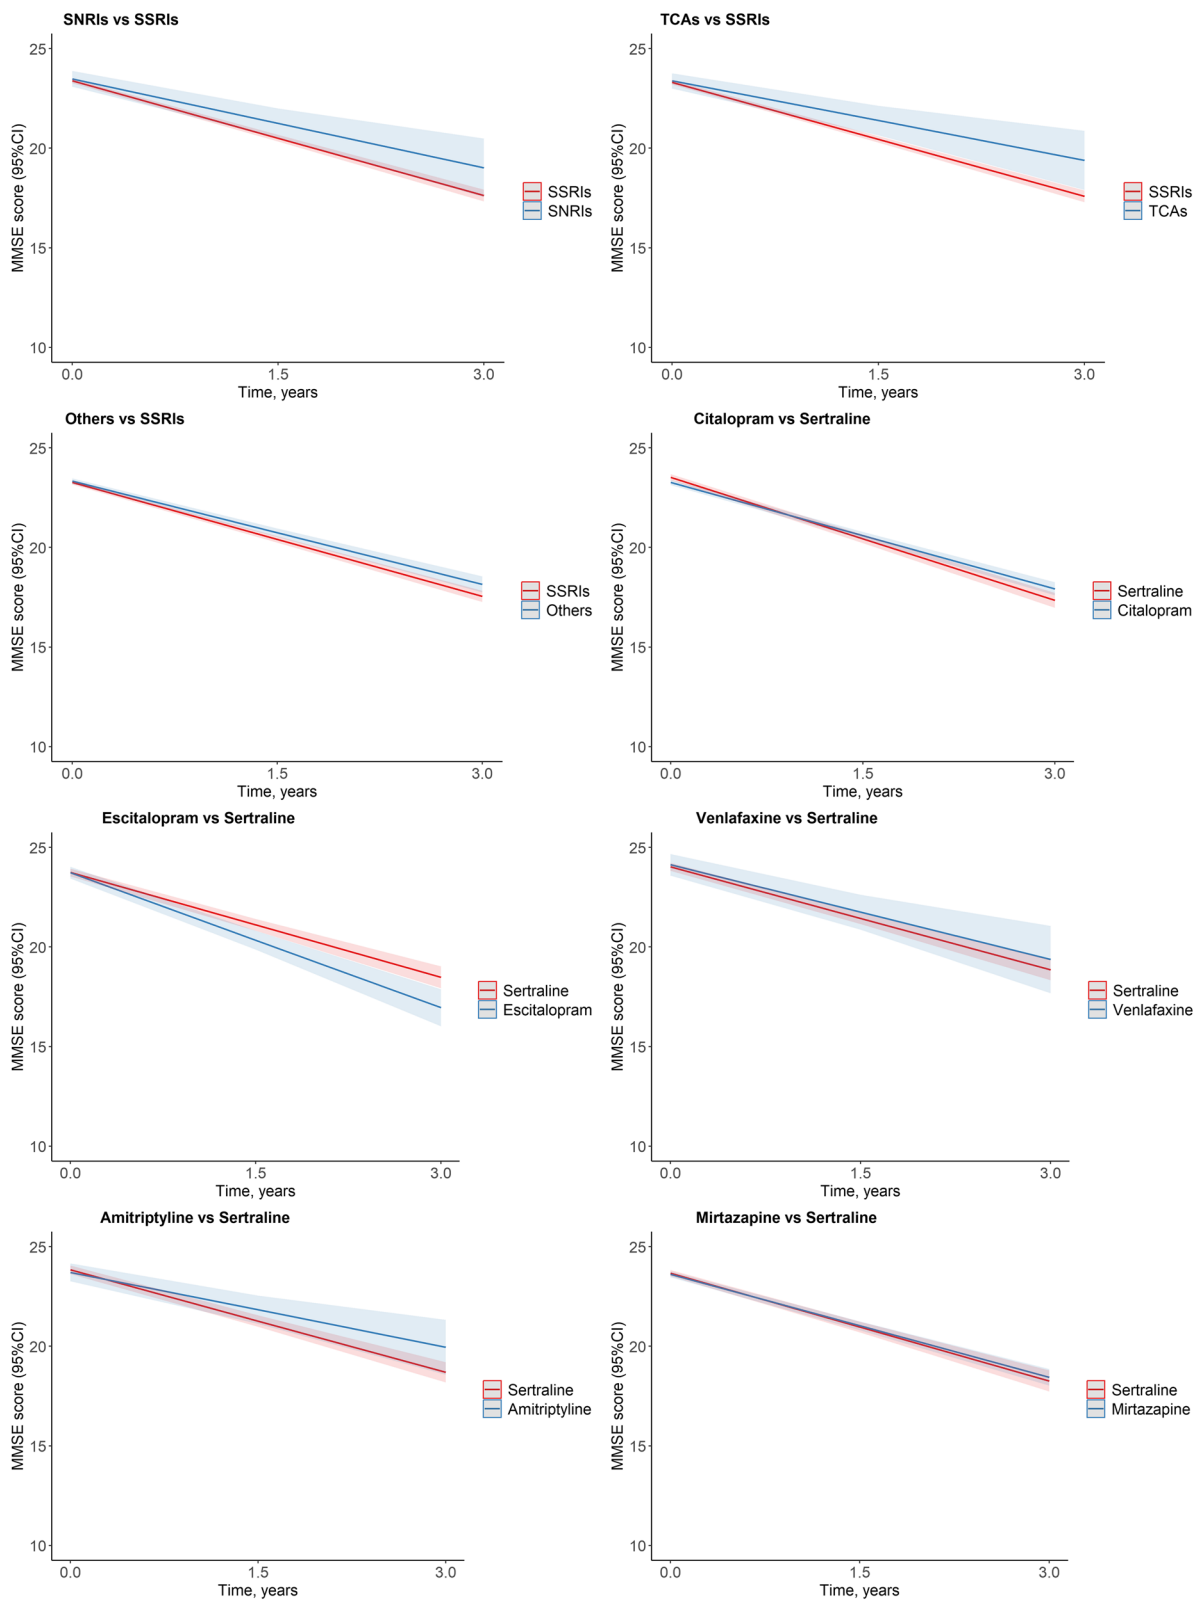 SNRIs vs SSRIs
MMSE score (95%CI)
25
20
15
10
0.0 1.5 3.0
Time, years
SSRIs
SNRIs
TCAs vs SSRIs
MMSE score (95%CI)
25
20
15
10
0.0 1.5 3.0
Time, years
SSRIs
TCAs
Others vs SSRIs
MMSE score (95%CI)
25
20
15
10
0.0 1.5 3.0
Time, years
SSRIs
Others
Citalopram vs Sertraline
MMSE score (95%CI)
25
20
15
10
0.0 1.5 3.0
Time, years
Sertraline
Citalopram
Escitalopram vs Sertraline
MMSE score (95%CI)
25
20
15
10
0.0 1.5 3.0
Time, years
Sertraline
Escitalopram
Venlafaxine vs Sertraline
MMSE score (95%CI)
25
20
15
10
0.0 1.5 3.0
Time, years
Sertraline
Venlafaxine
Amitriptyline vs Sertraline
MMSE score (95%CI)
25
20
15
10
0.0 1.5 3.0
Time, years
Sertraline
Amitriptyline
Mirtazapine vs Sertraline
MMSE score (95%CI)
25
20
15
10
0.0 1.5 3.0
Time, years
Sertraline
Mirtazapine